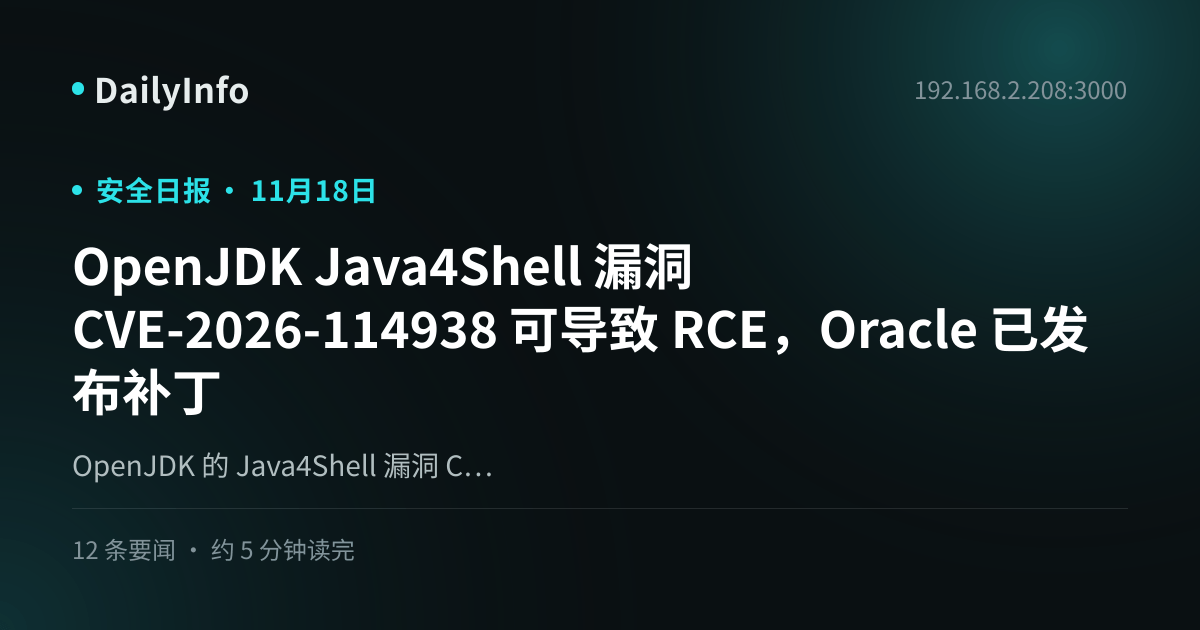 DailyInfo
192.168.2.208:3000
安全日报 · 11月18日
OpenJDK Java4Shell 漏洞
CVE-2026-114938 可导致 RCE，Oracle 已发
布补丁
OpenJDK 的 Java4Shell 漏洞 C…
12 条要闻 · 约 5 分钟读完